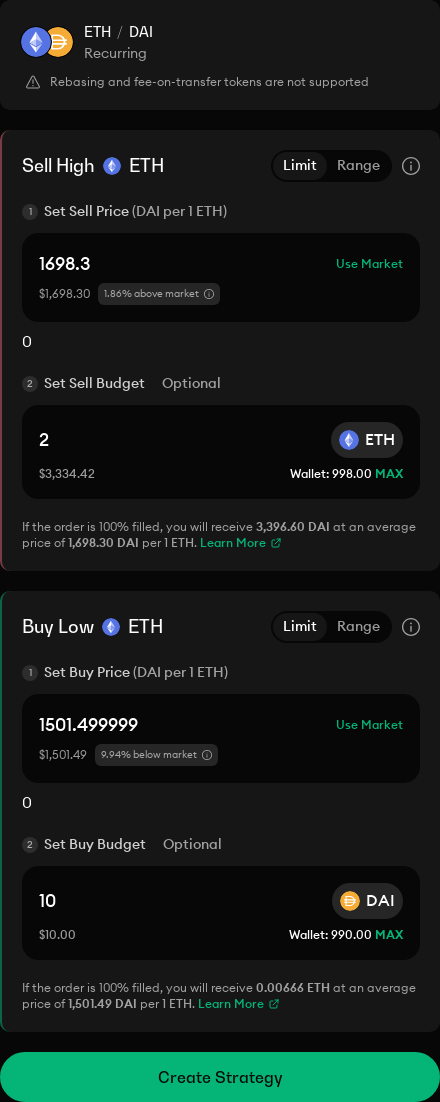 ETH / DAI
Recurring
Rebasing and fee-on-transfer tokens are not supported
Sell High ETH Limit Range
1 Set Sell Price (DAI per 1 ETH)
1698.3 Use Market
$1,698.30 1.86% above market
0
2 Set Sell Budget Optional
2 ETH
$3,334.42 Wallet: 998.00 MAX
If the order is 100% filled, you will receive 3,396.60 DAI at an average
price of 1,698.30 DAI per 1 ETH. Learn More
Buy Low ETH Limit Range
1 Set Buy Price (DAI per 1 ETH)
1501.499999 Use Market
$1,501.49 9.94% below market
0
2 Set Buy Budget Optional
10 DAI
$10.00 Wallet: 990.00 MAX
If the order is 100% filled, you will receive 0.00666 ETH at an average
price of 1,501.49 DAI per 1 ETH. Learn More
Create Strategy